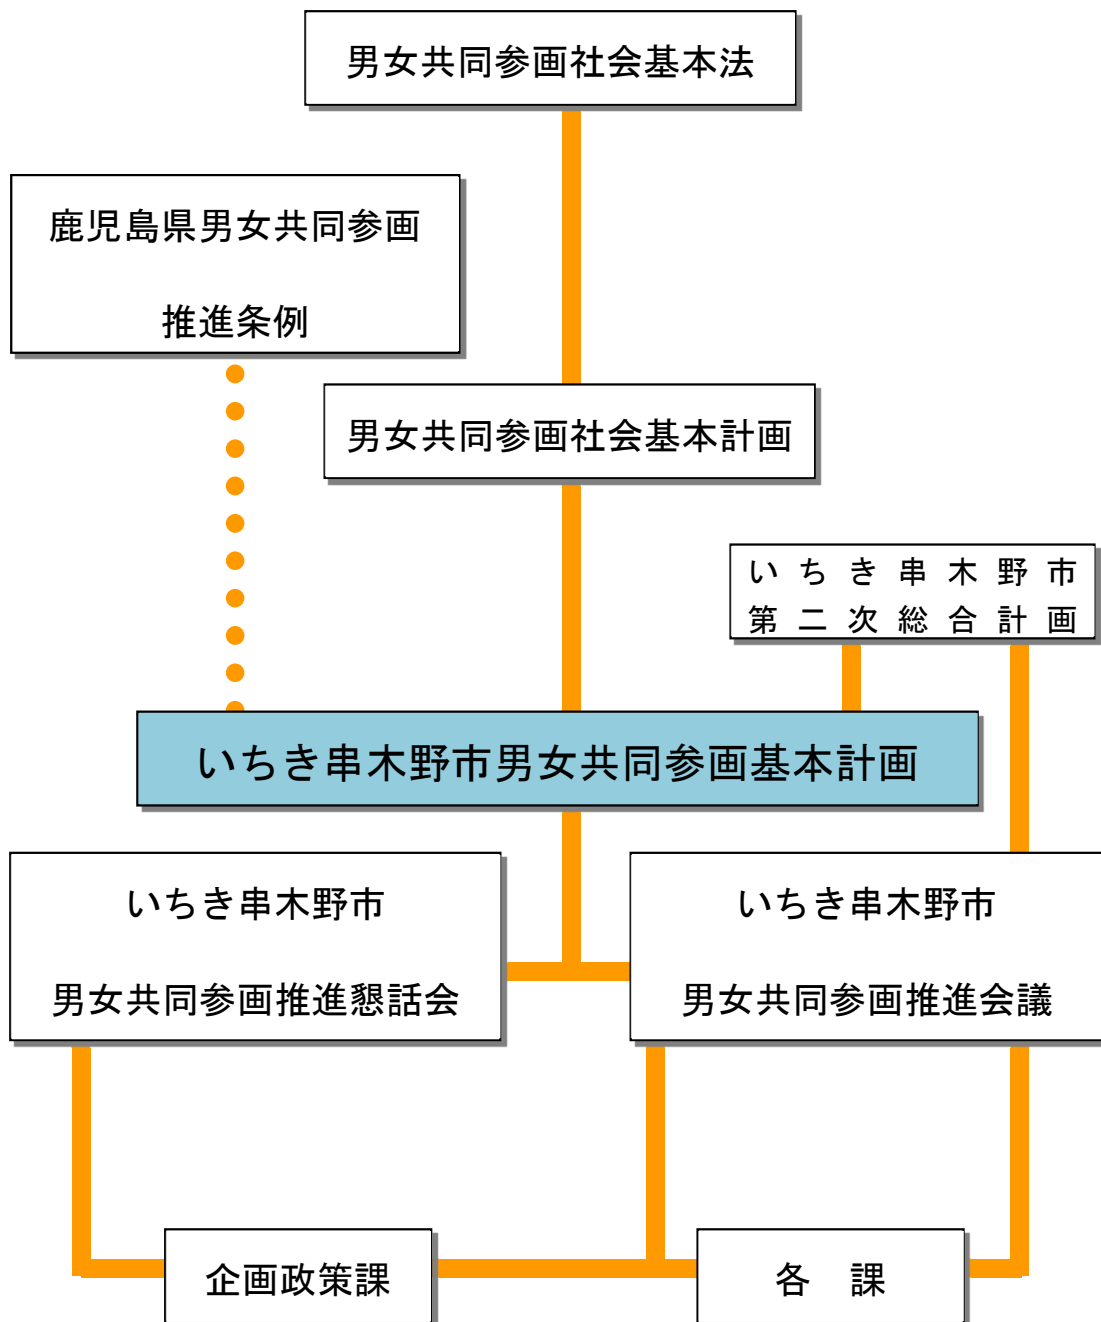 男女共同参画社会基本法
鹿児島県男女共同参画
推進条例
男女共同参画社会基本計画
いちき串木野市
第二次総合計画
いちき串木野市男女共同参画基本計画
いちき串木野市
男女共同参画推進懇話会
いちき串木野市
男女共同参画推進会議
企画政策課
各　課